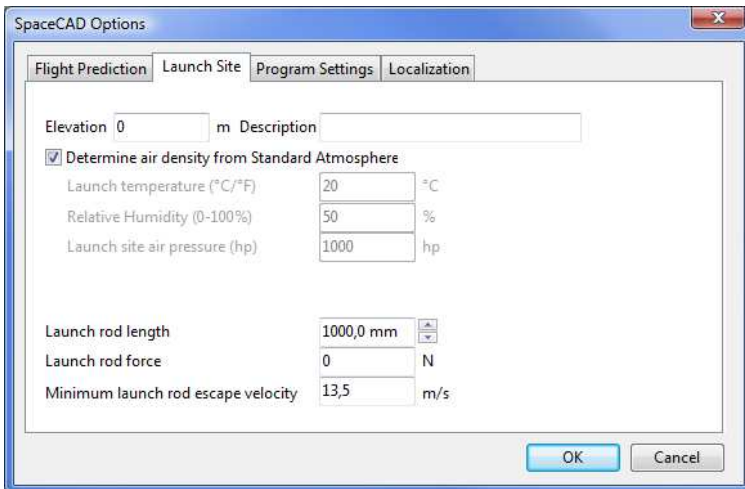 SpaceCAD Options
Flight Prediction Launch Site Program Settings Localization
Elevation 0 m Description
Determine air density from Standard Atmosphere
Launch temperature (°C/°F) 20 °C
Relative Humidity (0-100%) 50 %
Launch site air pressure (hp) 1000 hp
Launch rod length 1000,0 mm
Launch rod force 0 N
Minimum launch rod escape velocity 13,5 m/s
OK Cancel